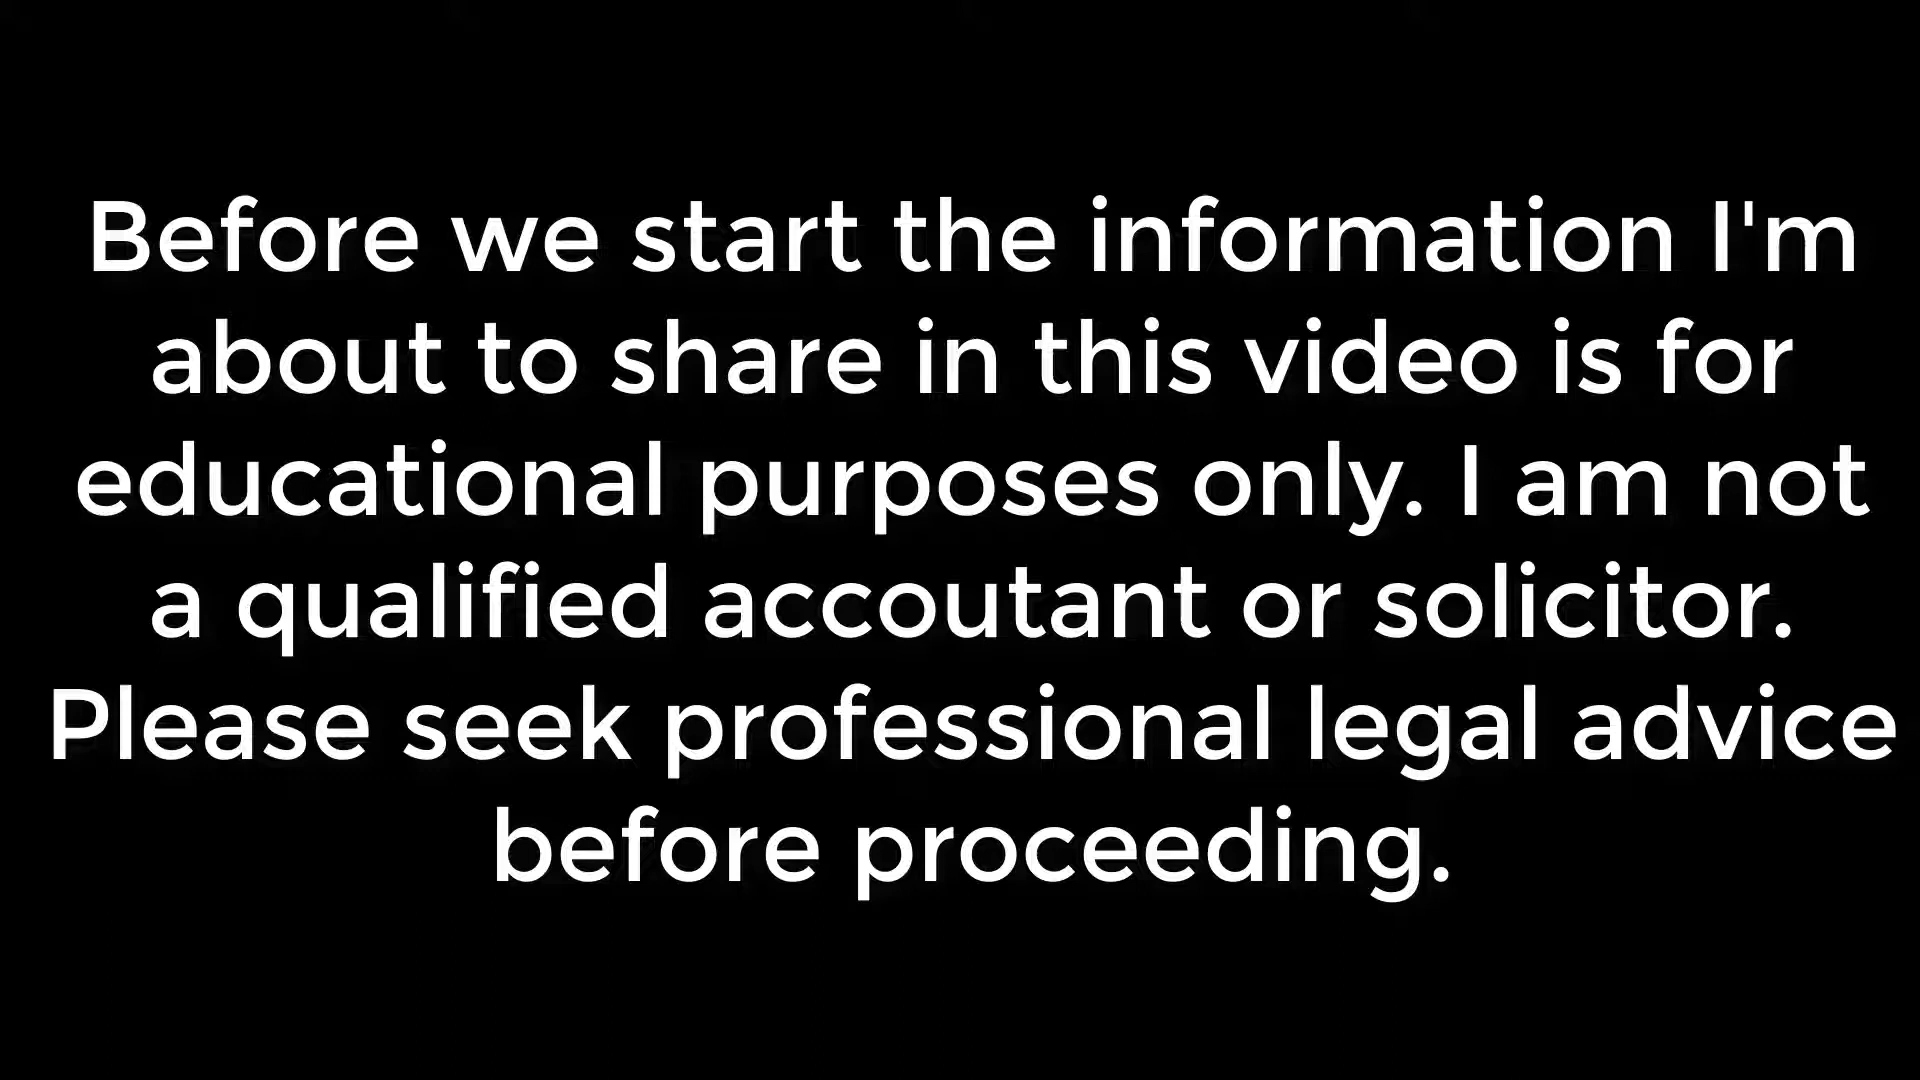 Before we start the information I'm
about to share in this video is for
educational purposes only. I am not
a qualified accoutant or solicitor.
Please seek professional legal advice
before proceeding.